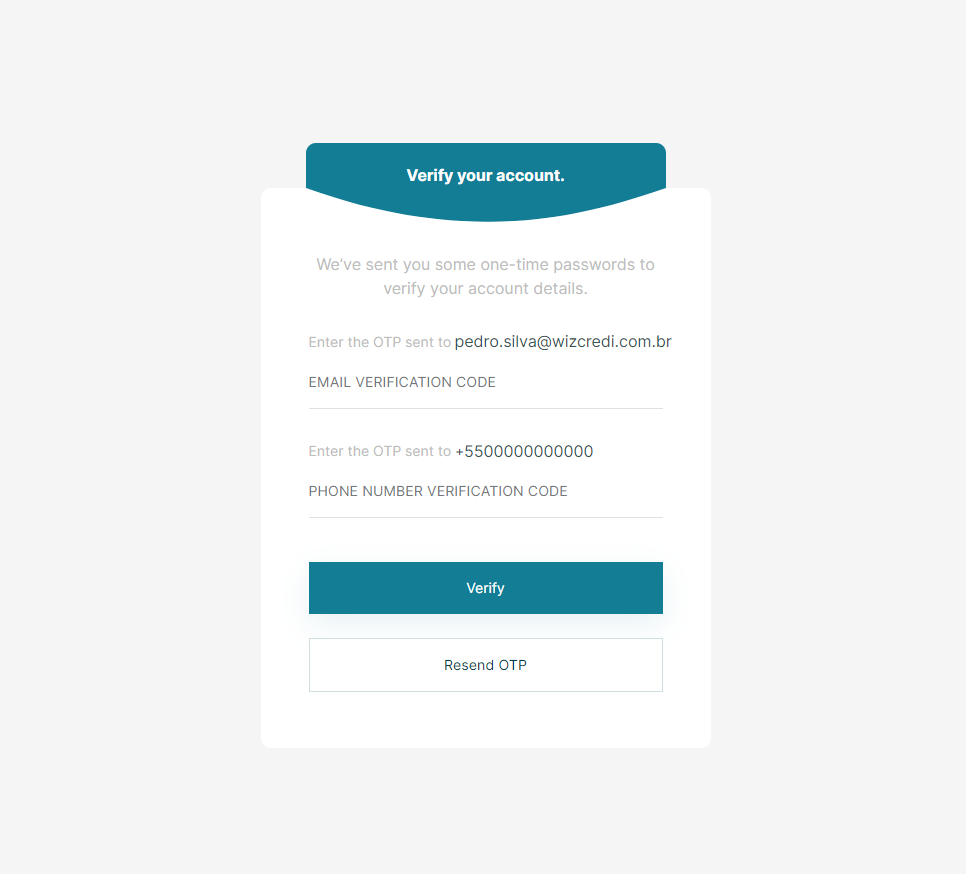 Verify your account.
We've sent you some one-time passwords to
verify your account details.
Enter the OTP sent to pedro.silva@wizcredi.com.br
EMAIL VERIFICATION CODE
Enter the OTP sent to +5500000000000
PHONE NUMBER VERIFICATION CODE
Verify
Resend OTP